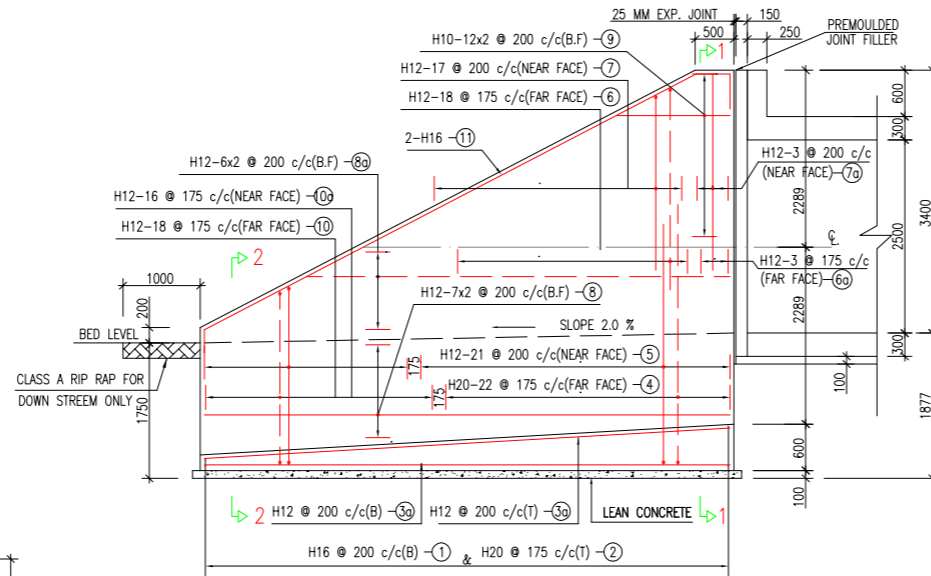 25 MM EXP. JOINT
150
PREMOULDED
JOINT FILLER
500
250
H10-12x2 @ 200 c/c(B.F) 9
1
H12-17 @ 200 c/c(NEAR FACE) 7
H12-18 @ 175 c/c(FAR FACE) 6
600
300
2-H16 11
H12-3 @ 200 c/c
(NEAR FACE) 7a
H12-6x2 @ 200 c/c(B.F) 8a
H12-16 @ 175 c/c(NEAR FACE) 10a
H12-18 @ 175 c/c(FAR FACE) 10
2289
3400
2500
℄
2
H12-3 @ 175 c/c
(FAR FACE) 6a
1000
H12-7x2 @ 200 c/c(B.F) 8
2289
200
SLOPE 2.0 %
BED LEVEL
300
H12-21 @ 200 c/c(NEAR FACE) 5
175
CLASS A RIP RAP FOR
DOWN STREEM ONLY
H20-22 @ 175 c/c(FAR FACE) 4
175
100
1750
1877
600
100
2
H12 @ 200 c/c(B) 3a
H12 @ 200 c/c(T) 3a
LEAN CONCRETE
1
H16 @ 200 c/c(B) 1 & H20 @ 175 c/c(T) 2